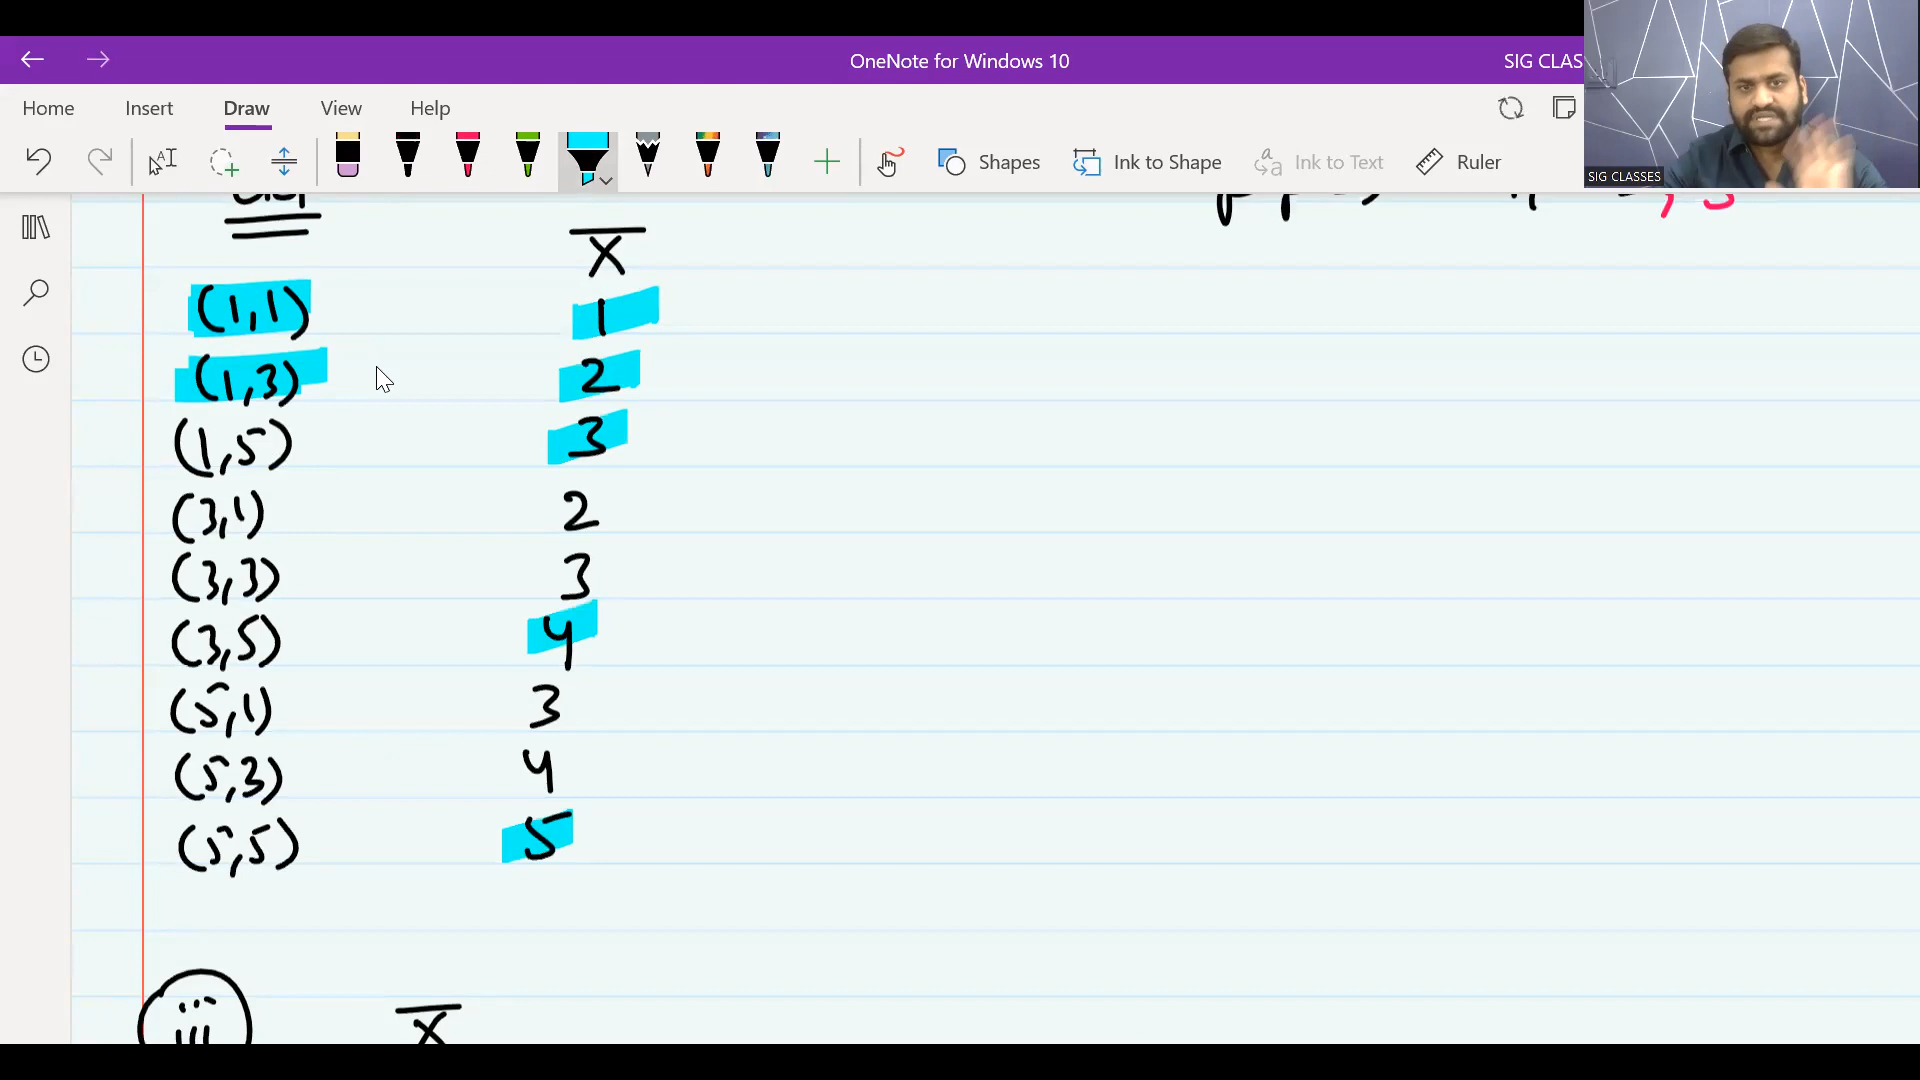 OneNote for Windows 10
SIG CLAS
Home Insert Draw View Help
Shapes Ink to Shape Ink to Text Ruler
SIG CLASSES
X̅
(1,1) 1
(1,3) 2
(1,5) 3
(3,1) 2
(3,3) 3
(3,5) 4
(5,1) 3
(5,3) 4
(5,5) 5
iii X̅